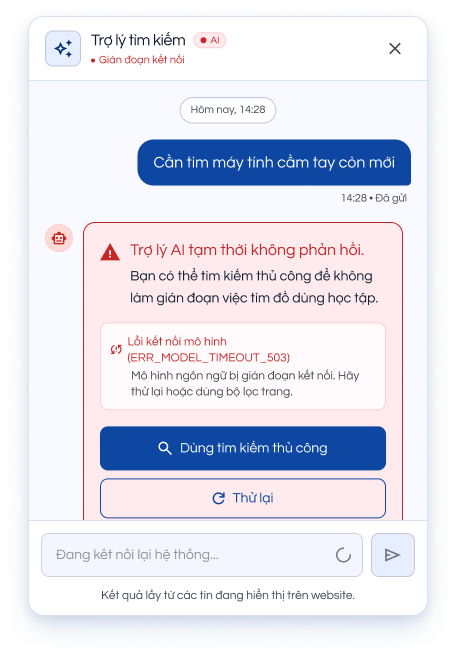 Trợ lý tìm kiếm
AI
Gián đoạn kết nối
Hôm nay, 14:28
Cần tìm máy tính cầm tay còn mới
14:28 • Đã gửi
Trợ lý AI tạm thời không phản hồi.
Bạn có thể tìm kiếm thủ công để không
làm gián đoạn việc tìm đồ dùng học tập.
Lỗi kết nối mô hình
(ERR_MODEL_TIMEOUT_503)
Mô hình ngôn ngữ bị gián đoạn kết nối. Hãy
thử lại hoặc dùng bộ lọc trang.
Dùng tìm kiếm thủ công
Thử lại
Đang kết nối lại hệ thống...
Kết quả lấy từ các tin đang hiển thị trên website.